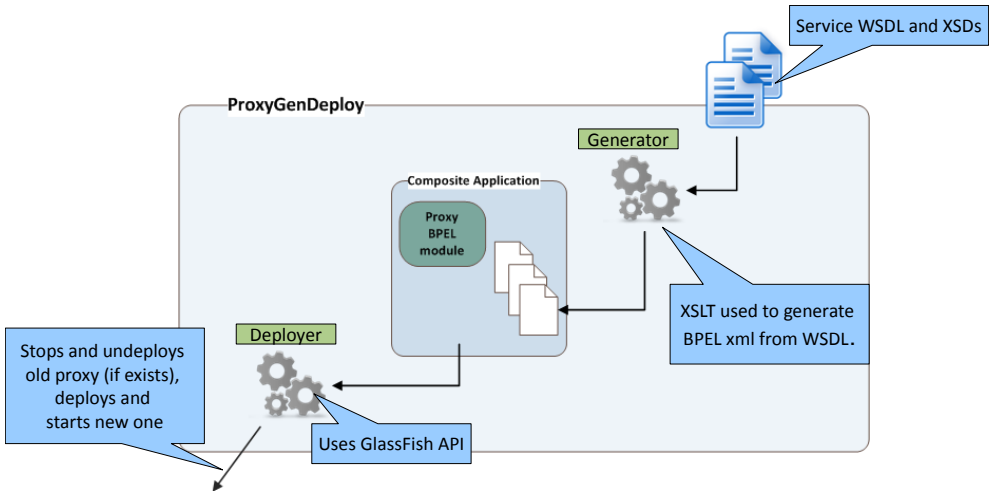 Service WSDL and XSDs
ProxyGenDeploy
Generator
Composite Application
Proxy
BPEL
module
XSLT used to generate
BPEL xml from WSDL.
Deployer
Stops and undeploys
old proxy (if exists),
deploys and
starts new one
Uses GlassFish API